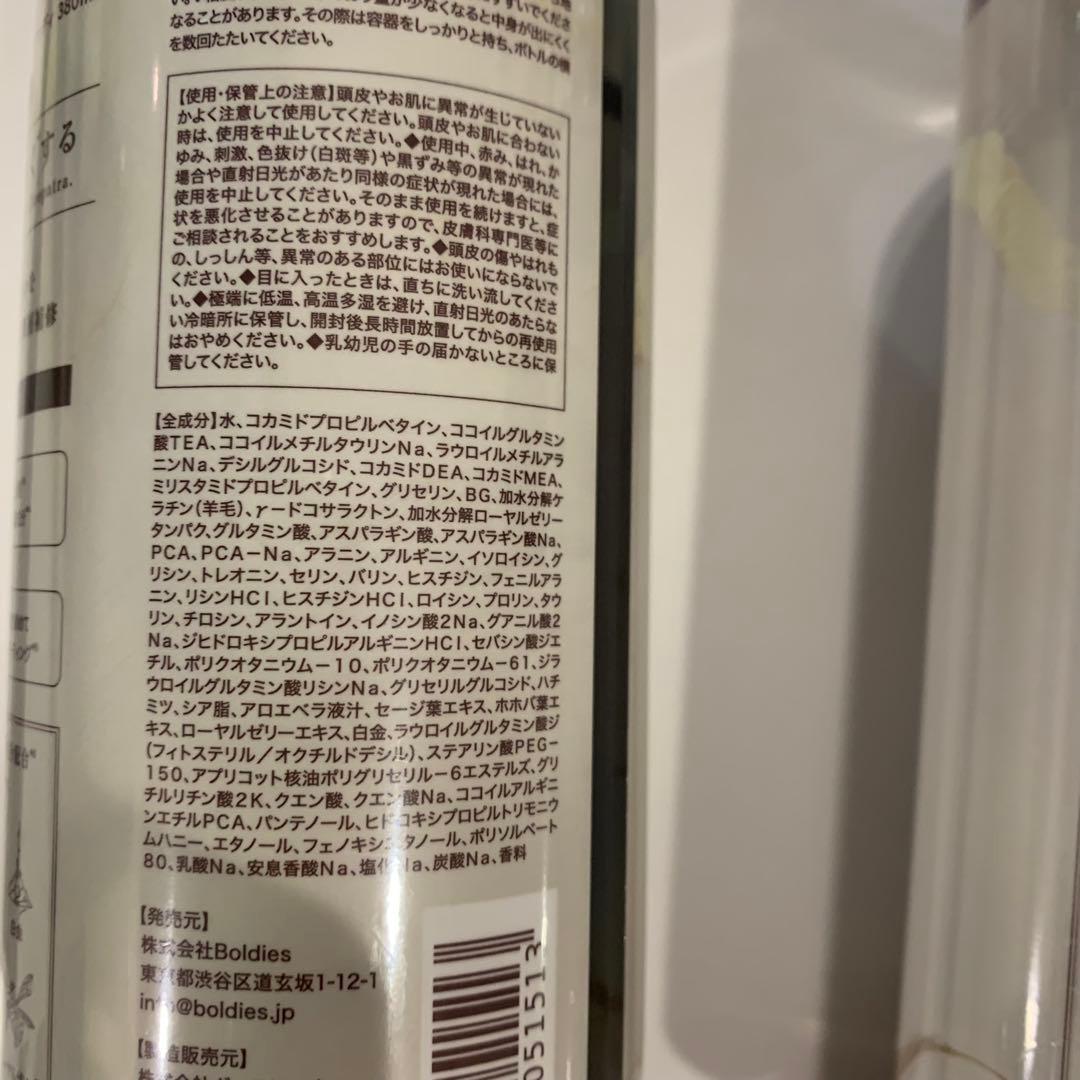 380m
なることがあります。その際は容器をしっかりと持ち、ボトルの横
を数回たたいてください。
【使用・保管上の注意】頭皮やお肌に異常が生じていない
かよく注意して使用してください。頭皮やお肌に合わない
時は、使用を中止してください。◆使用中、赤み、はれ、か
ゆみ、刺激、色抜け(白斑等)や黒ずみ等の異常が現れた
場合や直射日光があたり同様の症状が現れた場合には、
使用を中止してください。そのまま使用を続けますと、症
状を悪化させることがありますので、皮膚科専門医等に
ご相談されることをおすすめします。◆頭皮の傷やはれも
の、しっしん等、異常のある部位にはお使いにならないで
ください。◆目に入ったときは、直ちに洗い流してくださ
い。◆極端に低温、高温多湿を避け、直射日光のあたらな
い冷暗所に保管し、開封後長時間放置してからの再使用
はおやめください。◆乳幼児の手の届かないところに保
管してください。
【全成分】水、コカミドプロピルベタイン、ココイルグルタミン
酸TEA、ココイルメチルタウリンNa、ラウロイルメチルアラ
ニンNa、デシルグルコシド、コカミドDEA、コカミドMEA、
ミリスタミドプロピルベタイン、グリセリン、BG、加水分解ケ
ラチン(羊毛)、γードコサラクトン、加水分解ローヤルゼリー
タンパク、グルタミン酸、アスパラギン酸、アスパラギン酸Na、
PCA、PCA－Na、アラニン、アルギニン、イソロイシン、グ
リシン、トレオニン、セリン、バリン、ヒスチジン、フェニルアラ
ニン、リシンHCl、ヒスチジンHCl、ロイシン、プロリン、タウ
リン、チロシン、アラントイン、イノシン酸2Na、グアニル酸2
Na、ジヒドロキシプロピルアルギニンHCl、セバシン酸ジエ
チル、ポリクオタニウム－10、ポリクオタニウム－61、ジラ
ウロイルグルタミン酸リシンNa、グリセリルグルコシド、ハチ
ミツ、シア脂、アロエベラ液汁、セージ葉エキス、ホホバ葉エ
キス、ローヤルゼリーエキス、白金、ラウロイルグルタミン酸ジ
(フィトステリル／オクチルドデシル)、ステアリン酸PEG－
150、アプリコット核油ポリグリセリル－6エステルズ、グリ
チルリチン酸2K、クエン酸、クエン酸Na、ココイルアルギニ
ンエチルPCA、パンテノール、ヒドロキシプロピルトリモニウ
ムハニー、エタノール、フェノキシエタノール、ポリソルベート
80、乳酸Na、安息香酸Na、塩化Na、炭酸Na、香料
【発売元】
株式会社Boldies
東京都渋谷区道玄坂1-12-1
info@boldies.jp
【製造販売元】
株式会社
051513
する
補修